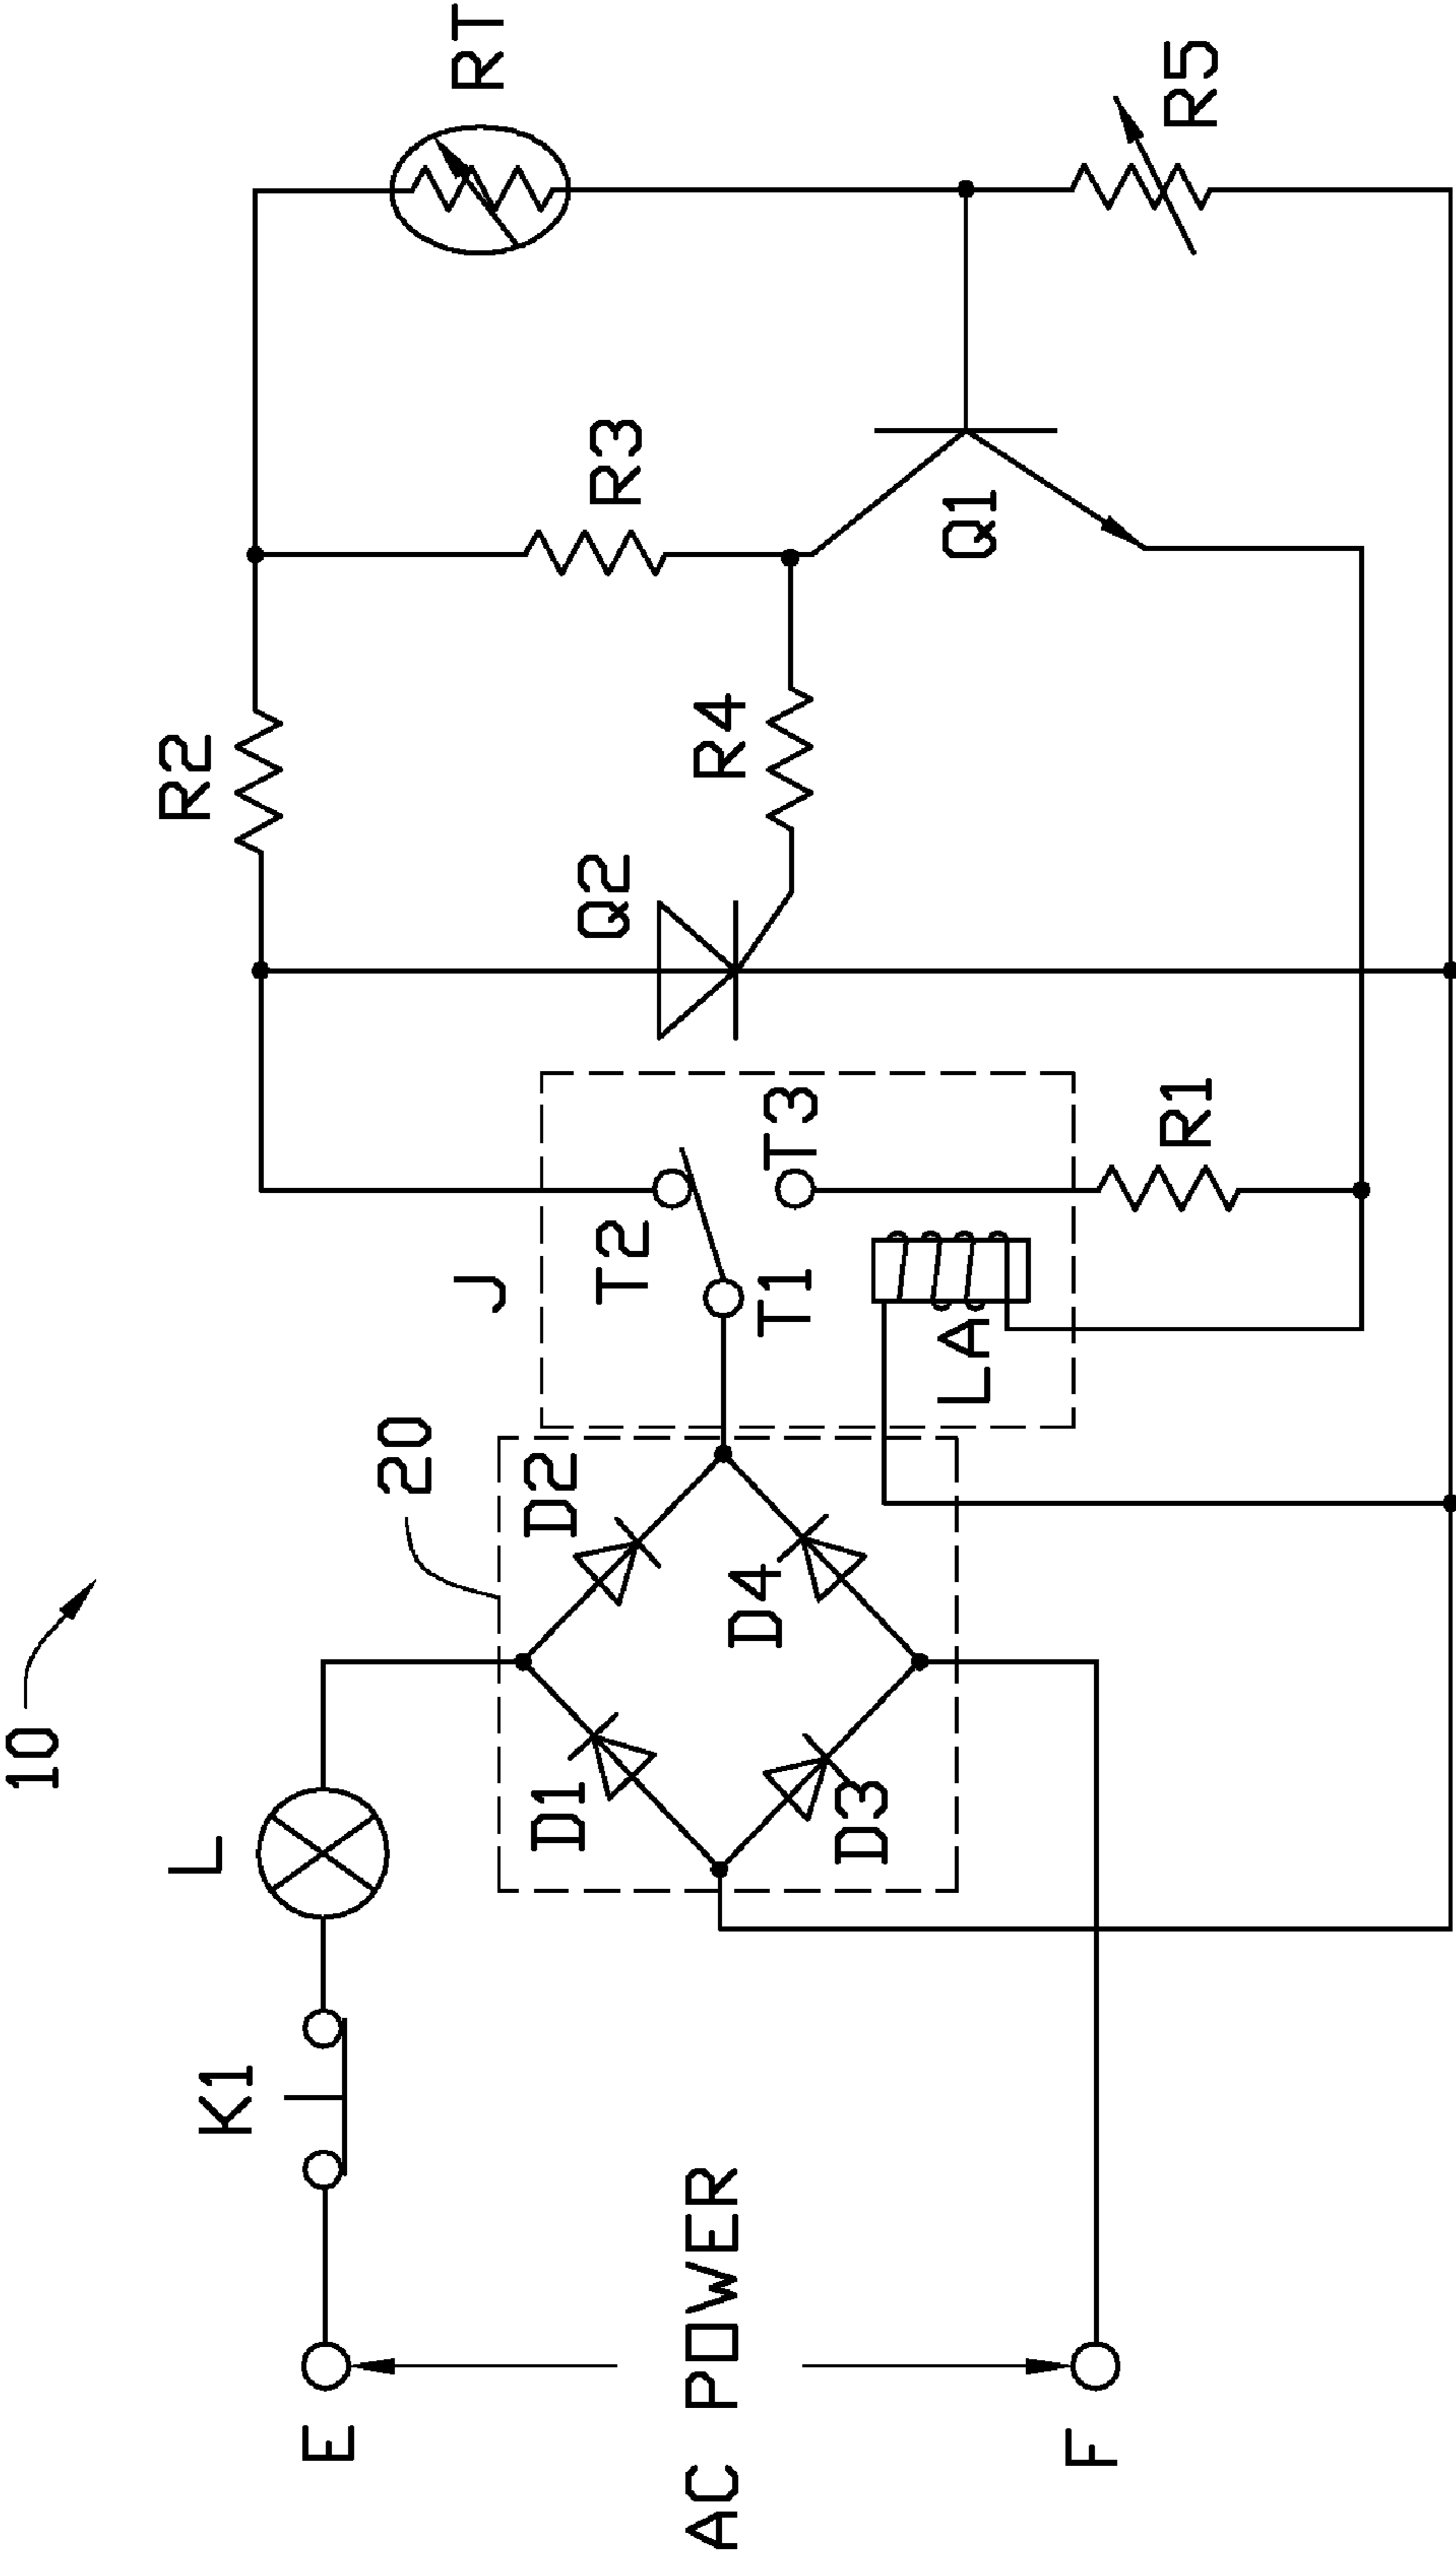 10
K1
L
20
J
R2
E
AC POWER
F
D1
D2
D3
D4
T1
T2
T3
LA
R1
Q2
R4
R3
Q1
RT
R5